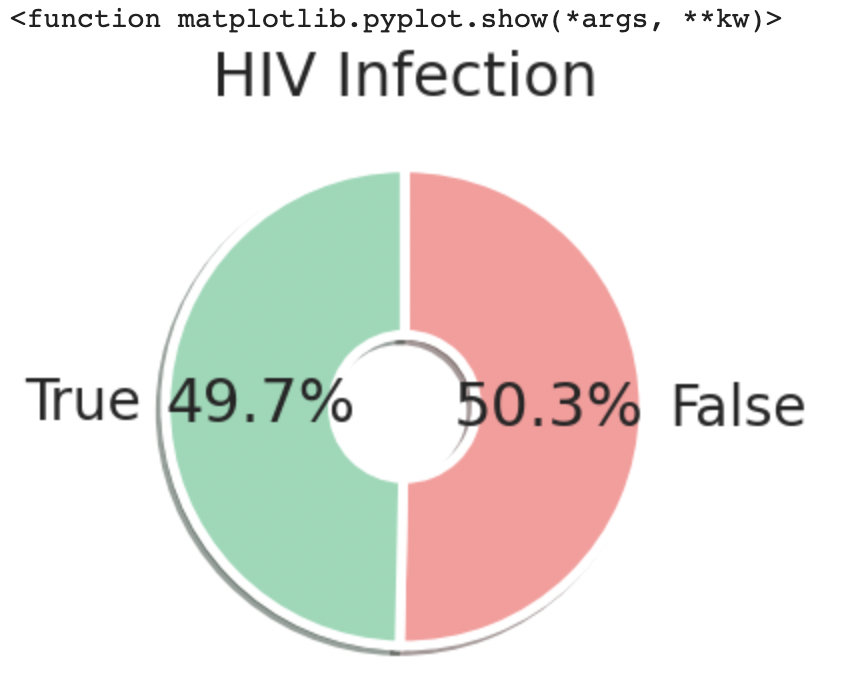 <function matplotlib.pyplot.show(*args, **kw)>
HIV Infection
True 49.7% 50.3% False